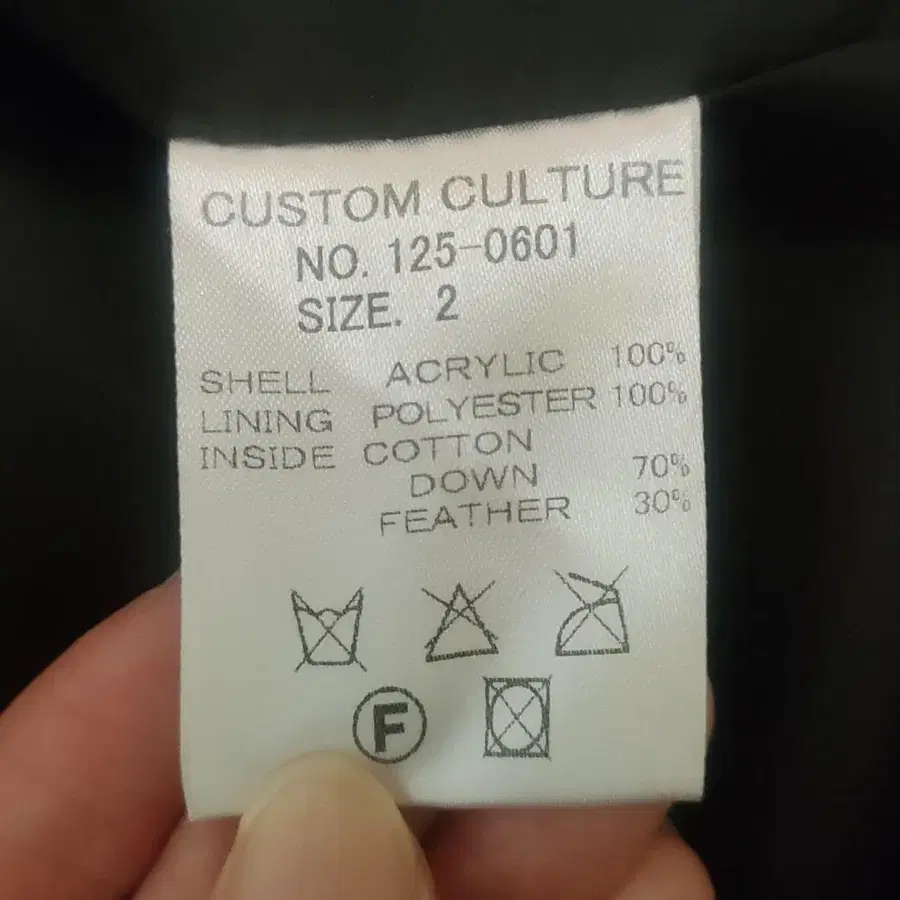 CUSTOM CULTURE
NO. 125-0601
SIZE. 2
SHELL ACRYLIC 100%
LINING POLYESTER 100%
INSIDE COTTON
DOWN 70%
FEATHER 30%
F